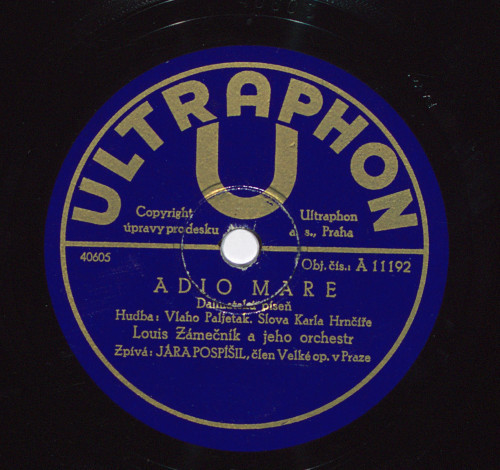 ULTRAPHON
U
Copyright Ultraphon
úpravy pro desku a. s., Praha
40605 Obj. čís.: A 11192
ADIO MARE
Dalmatská píseň
Hudba: Vlaho Paljetak. Slova Karla Hrnčíře
Louis Zámečník a jeho orchestr
Zpívá: JÁRA POSPÍŠIL, člen Velké op. v Praze